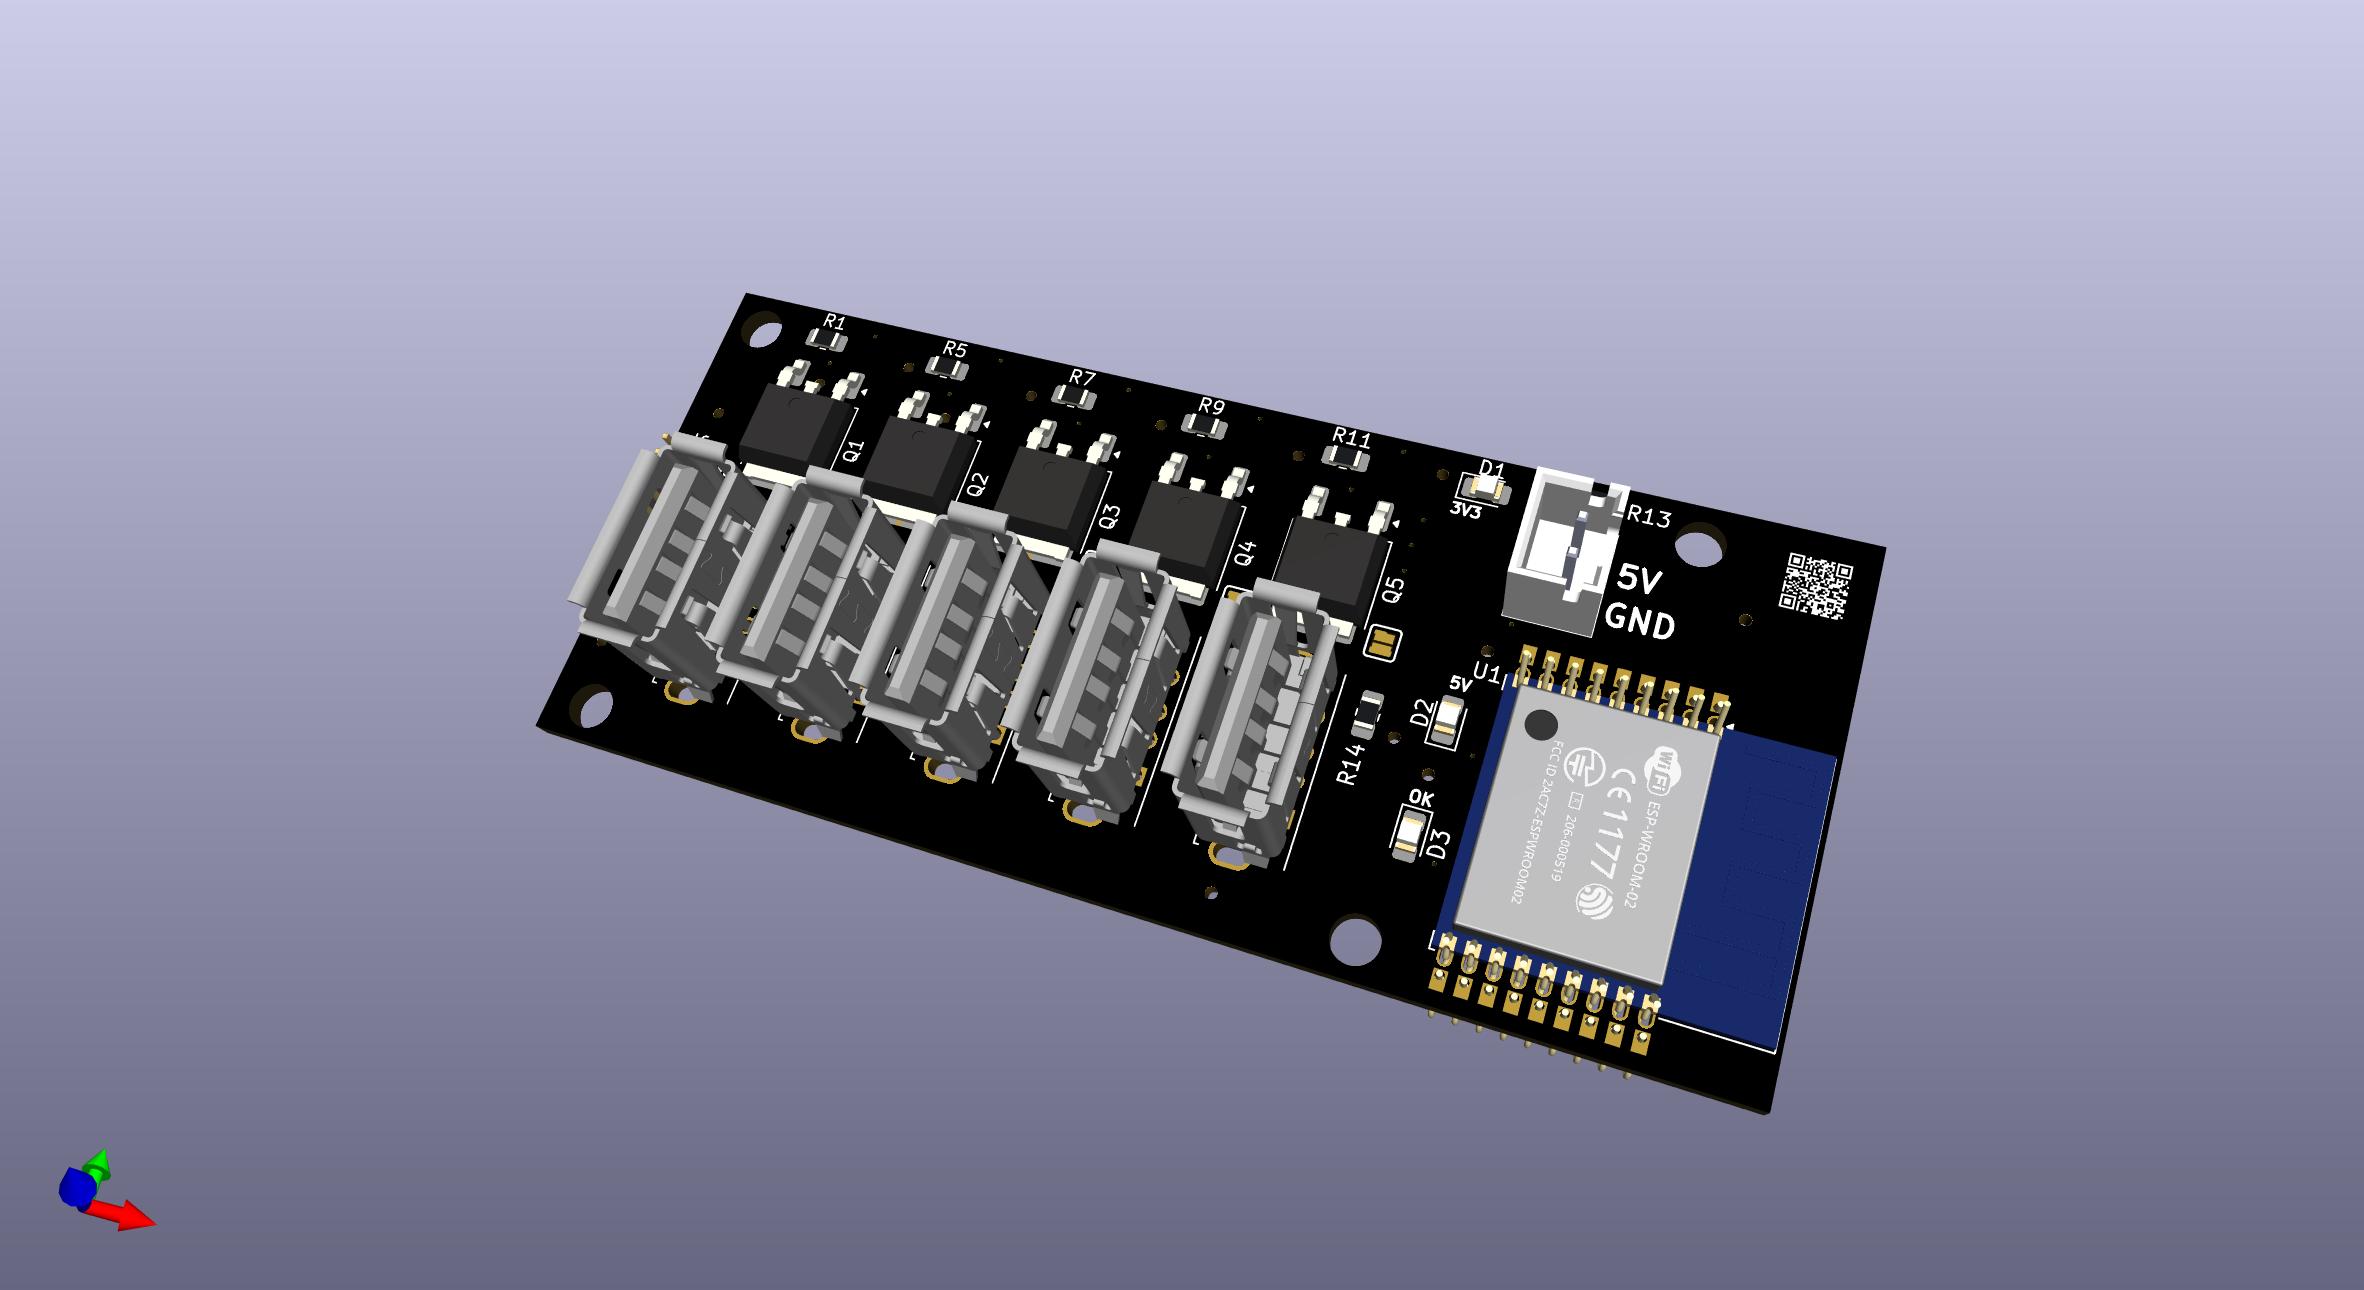 R1
R5
R7
R9
R11
Q1
Q2
Q3
Q4
Q5
D1
3V3
R13
5V
GND
U1
5V
D2
R14
OK
D3
WiFi
ESP-WROOM-02
CE1177
R 206-000519
FCC ID 2AC7Z-ESPWROOM02